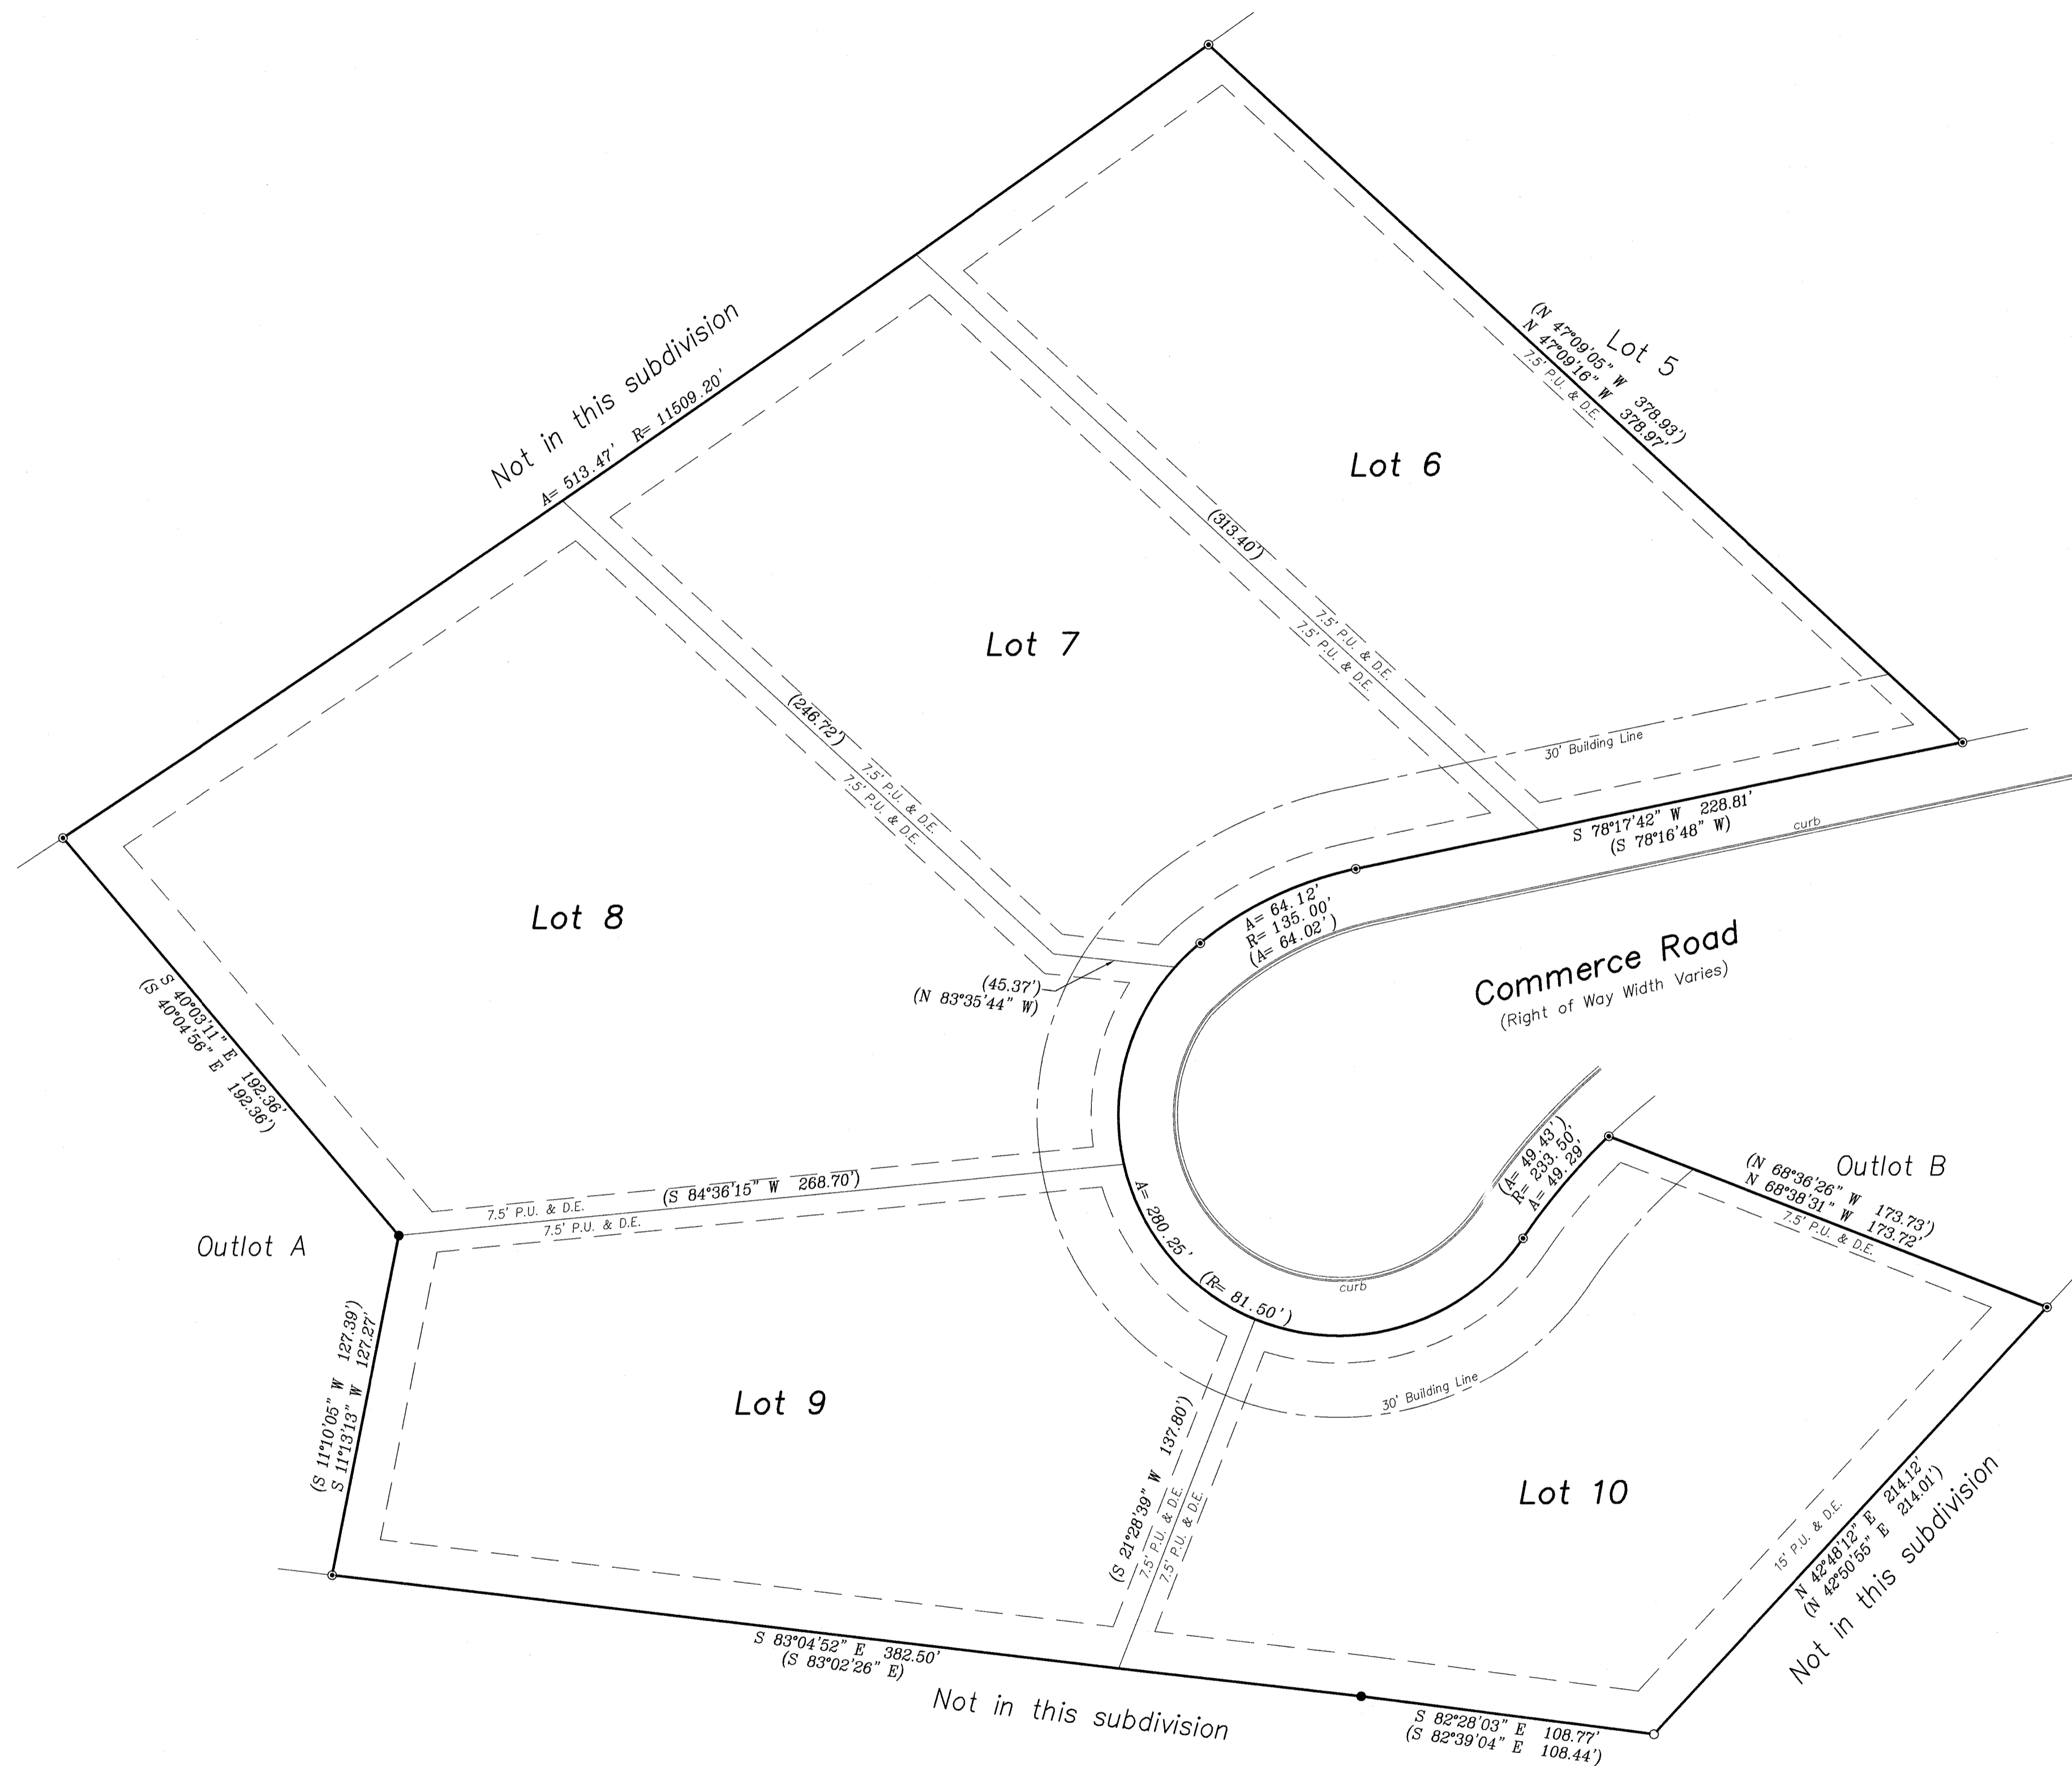 Not in this subdivision
A= 513.47' R= 11509.20'
(N 47°09'05" W 378.93')
N 47°09'16" W 378.97'
7.5' P.U. & D.E.
Lot 5
Lot 6
(313.40')
7.5' P.U. & D.E.
7.5' P.U. & D.E.
Lot 7
(246.72')
7.5' P.U. & D.E.
7.5' P.U. & D.E.
30' Building Line
S 78°17'42" W 228.81'
(S 78°16'48" W)
curb
Lot 8
A= 64.12'
R= 135.00'
(A= 64.02')
Commerce Road
(Right of Way Width Varies)
(45.37')
(N 83°35'44" W)
S 40°03'11" E 192.36'
(S 40°04'56" E 192.36')
(A= 49.43')
R= 233.50'
A= 49.29'
Outlot B
(N 68°36'26" W 173.73')
N 68°38'31" W 173.72'
7.5' P.U. & D.E.
(S 84°36'15" W 268.70')
7.5' P.U. & D.E.
7.5' P.U. & D.E.
Outlot A
A= 280.25'
(R= 81.50')
curb
(S 11°10'05" W 127.39')
S 11°13'13" W 127.27'
Lot 9
30' Building Line
(S 21°28'39" W 137.80')
7.5' P.U. & D.E.
7.5' P.U. & D.E.
Lot 10
15' P.U. & D.E.
N 42°48'12" E 214.12'
(N 42°50'55" E 214.01')
Not in this subdivision
S 83°04'52" E 382.50'
(S 83°02'26" E)
Not in this subdivision
S 82°28'03" E 108.77'
(S 82°39'04" E 108.44')